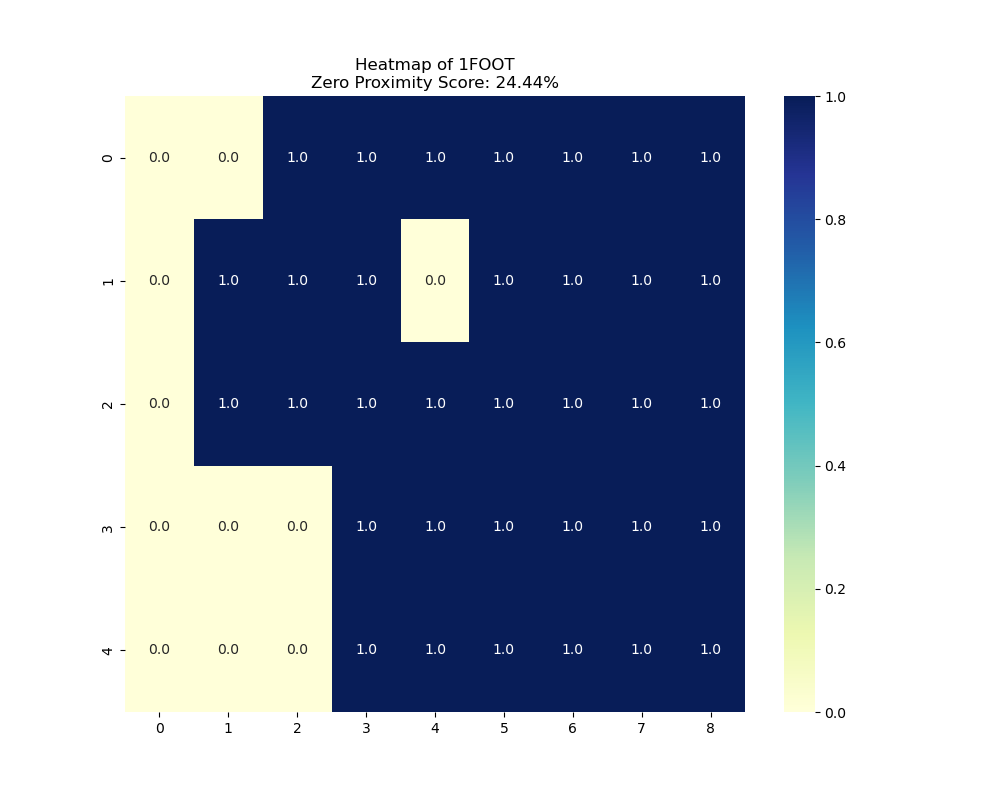 Heatmap of 1FOOT
Zero Proximity Score: 24.44%
0 0.0 0.0 1.0 1.0 1.0 1.0 1.0 1.0 1.0
1 0.0 1.0 1.0 1.0 0.0 1.0 1.0 1.0 1.0
2 0.0 1.0 1.0 1.0 1.0 1.0 1.0 1.0 1.0
3 0.0 0.0 0.0 1.0 1.0 1.0 1.0 1.0 1.0
4 0.0 0.0 0.0 1.0 1.0 1.0 1.0 1.0 1.0
0 1 2 3 4 5 6 7 8
1.0
0.8
0.6
0.4
0.2
0.0